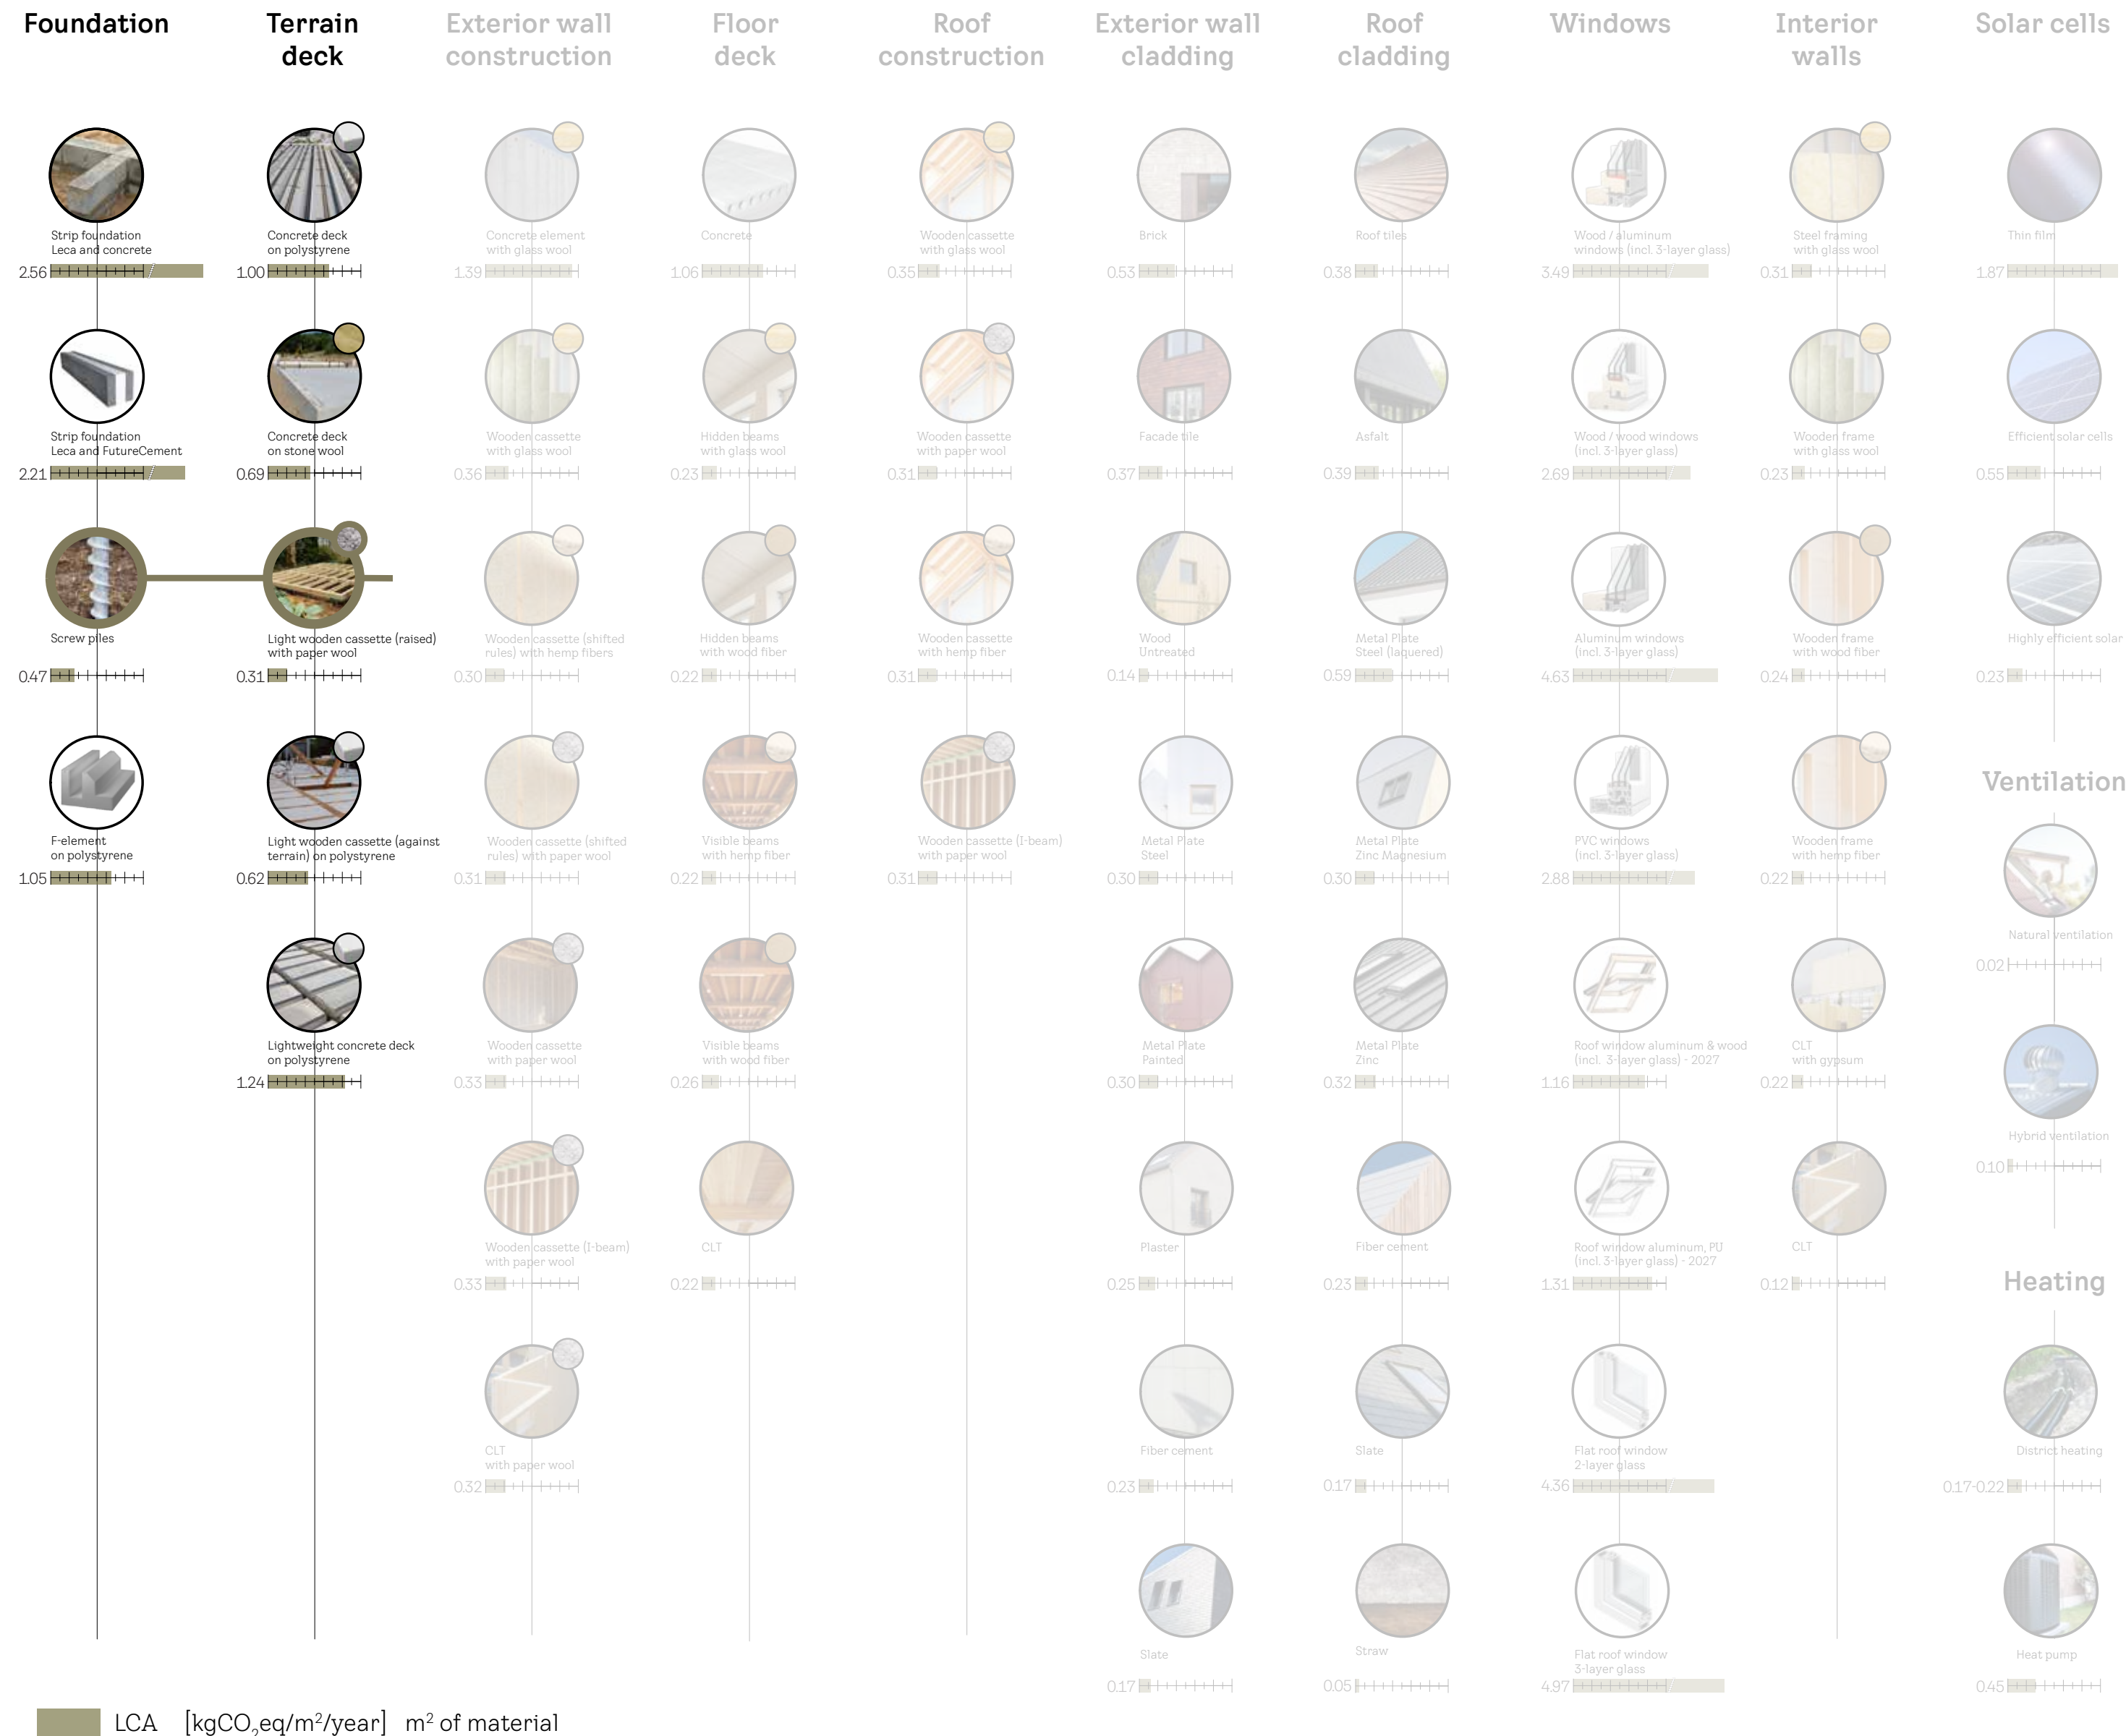 Foundation
Terrain
deck
Exterior wall
construction
Floor
deck
Roof
construction
Exterior wall
cladding
Roof
cladding
Windows
Interior
walls
Solar cells
Strip foundation
Leca and concrete
2.56
Strip foundation
Leca and FutureCement
2.21
Screw piles
0.47
F-element
on polystyrene
1.05
Concrete deck
on polystyrene
1.00
Concrete deck
on stone wool
0.69
Light wooden cassette (raised)
with paper wool
0.31
Light wooden cassette (against
terrain) on polystyrene
0.62
Lightweight concrete deck
on polystyrene
1.24
Concrete element
with glass wool
1.39
Wooden cassette
with glass wool
0.36
Wooden cassette (shifted
rules) with hemp fibers
0.30
Wooden cassette (shifted
rules) with paper wool
0.31
Wooden cassette
with paper wool
0.33
Wooden cassette (I-beam)
with paper wool
0.33
CLT
with paper wool
0.32
Concrete
1.06
Hidden beams
with glass wool
0.23
Hidden beams
with wood fiber
0.22
Visible beams
with hemp fiber
0.22
Visible beams
with wood fiber
0.26
CLT
0.22
Wooden cassette
with glass wool
0.35
Wooden cassette
with paper wool
0.31
Wooden cassette
with hemp fiber
0.31
Wooden cassette (I-beam)
with paper wool
0.31
Brick
0.53
Facade tile
0.37
Wood
Untreated
0.14
Metal Plate
Steel
0.30
Metal Plate
Painted
0.30
Plaster
0.25
Fiber cement
0.23
Slate
0.17
Roof tiles
0.38
Asfalt
0.39
Metal Plate
Steel (laquered)
0.59
Metal Plate
Zinc Magnesium
0.30
Metal Plate
Zinc
0.32
Fiber cement
0.23
Slate
0.17
Straw
0.05
Wood / aluminum
windows (incl. 3-layer glass)
3.49
Wood / wood windows
(incl. 3-layer glass)
2.69
Aluminum windows
(incl. 3-layer glass)
4.63
PVC windows
(incl. 3-layer glass)
2.88
Roof window aluminum & wood
(incl. 3-layer glass) - 2027
1.16
Roof window aluminum, PU
(incl. 3-layer glass) - 2027
1.31
Flat roof window
2-layer glass
4.36
Flat roof window
3-layer glass
4.97
Steel framing
with glass wool
0.31
Wooden frame
with glass wool
0.23
Wooden frame
with wood fiber
0.24
Wooden frame
with hemp fiber
0.22
CLT
with gypsum
0.22
CLT
0.12
Thin film
1.87
Efficient solar cells
0.55
Highly efficient solar
0.23
Ventilation
Natural ventilation
0.02
Hybrid ventilation
0.10
Heating
District heating
0.17-0.22
Heat pump
0.45
LCA [kgCO₂eq/m²/year] m² of material